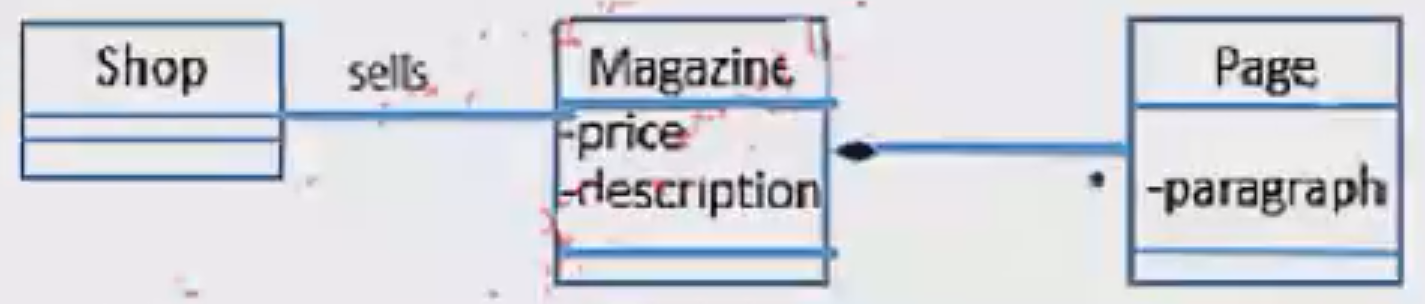 Shop
sells
Magazine
-price
-description
Page
-paragraph
*